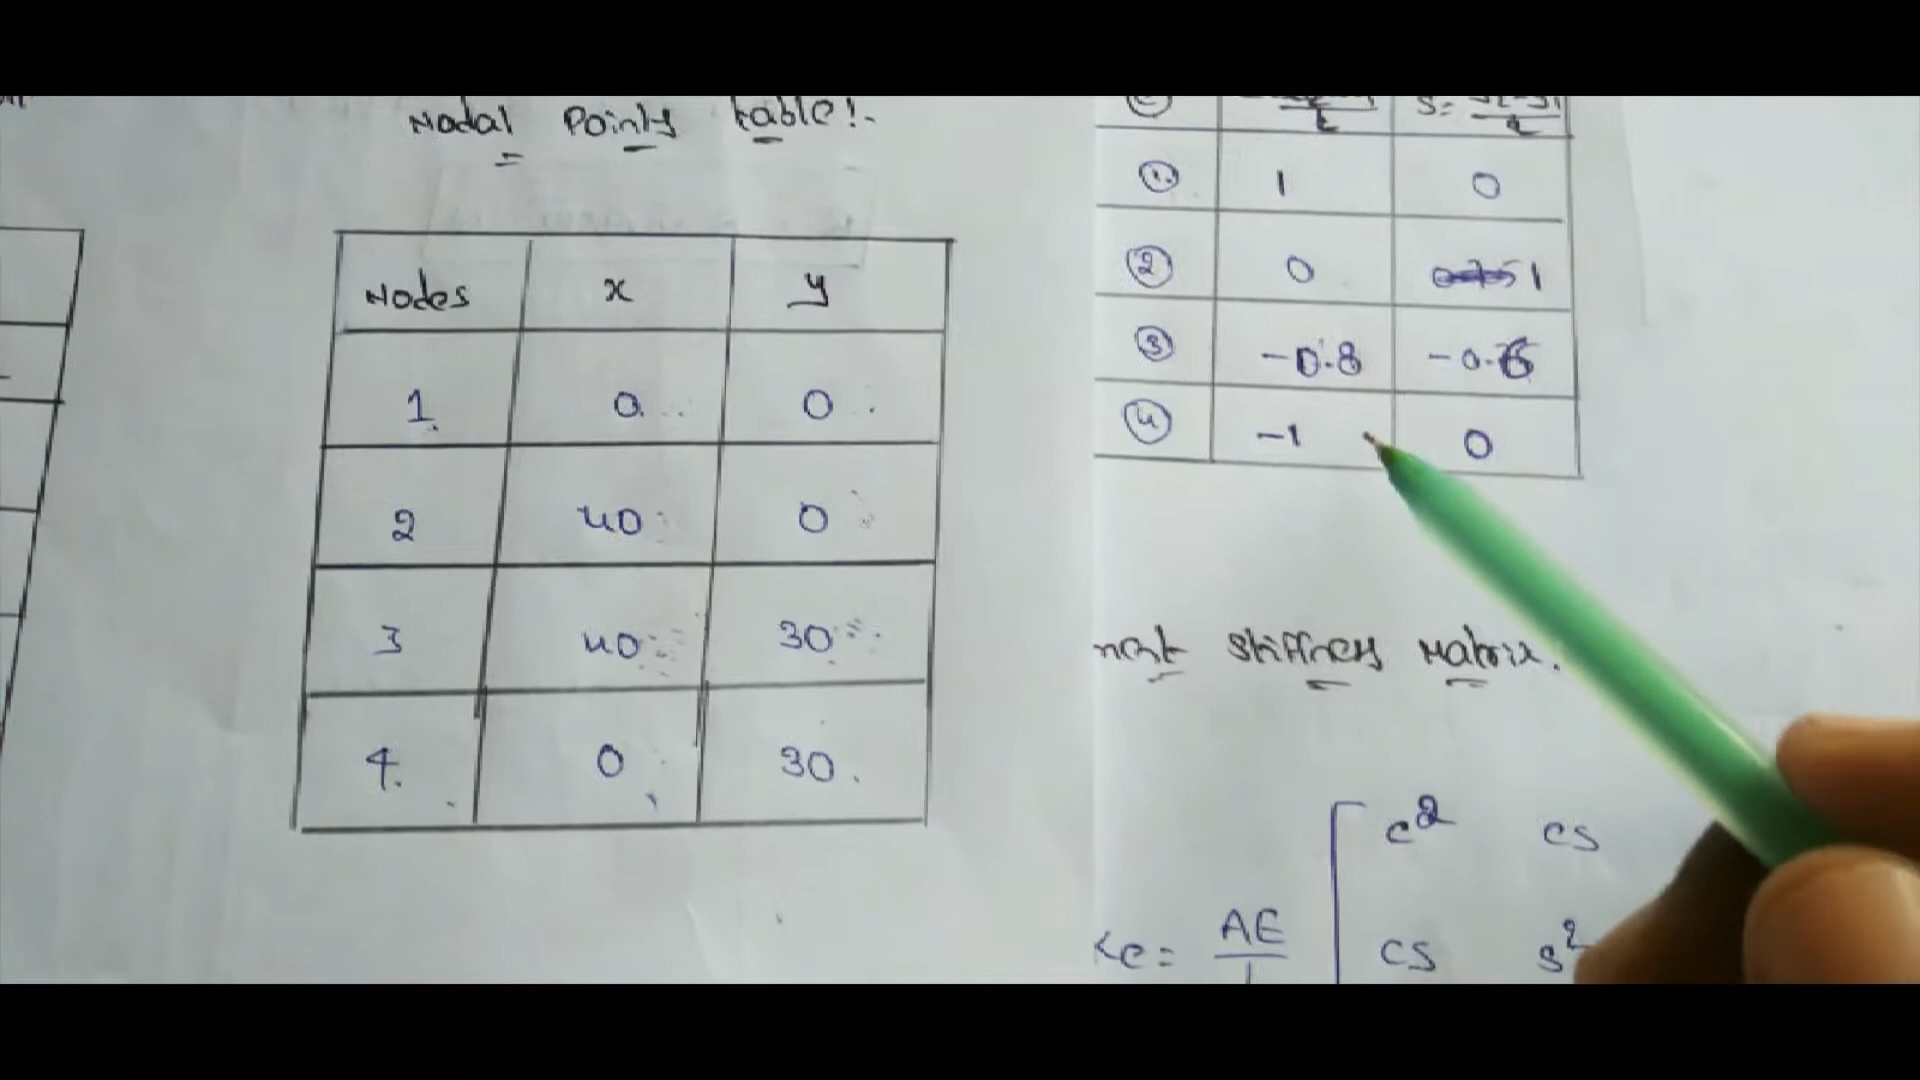 Nodal Points table:-
Nodes x y
1 0 0
2 40 0
3 40 30
4 0 30
① 1 0
② 0 1
③ -0.8 -0.6
④ -1 0
Stiffness Matrix.
c² cs
AE
cs s²